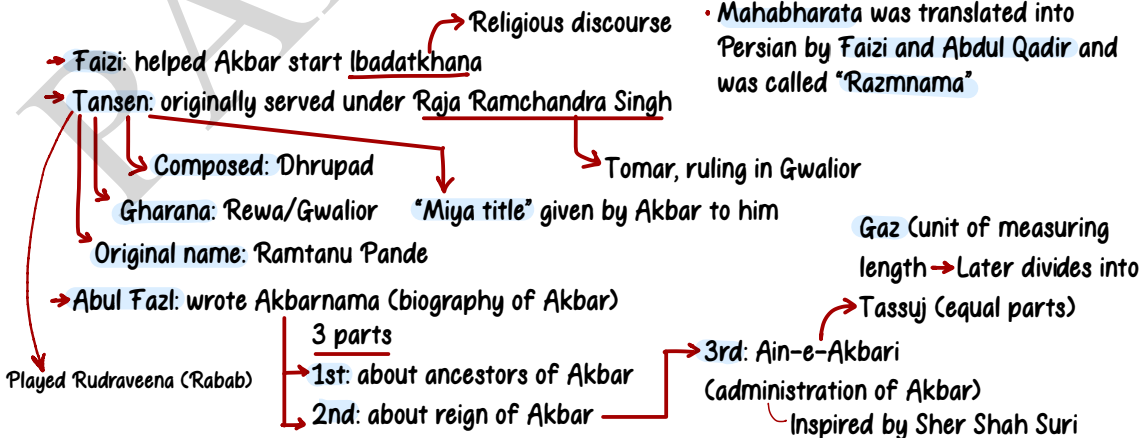 Religious discourse
→ Faizi: helped Akbar start Ibadatkhana
→ Tansen: originally served under Raja Ramchandra Singh
Tomar, ruling in Gwalior
Composed: Dhrupad
Gharana: Rewa/Gwalior
"Miya title" given by Akbar to him
Original name: Ramtanu Pande
Played Rudraveena (Rabab)
→ Abul Fazl: wrote Akbarnama (biography of Akbar)
3 parts
1st: about ancestors of Akbar
2nd: about reign of Akbar
3rd: Ain-e-Akbari
(administration of Akbar)
Inspired by Sher Shah Suri
Gaz (unit of measuring
length → Later divides into
Tassuj (equal parts)
• Mahabharata was translated into
Persian by Faizi and Abdul Qadir and
was called "Razmnama"